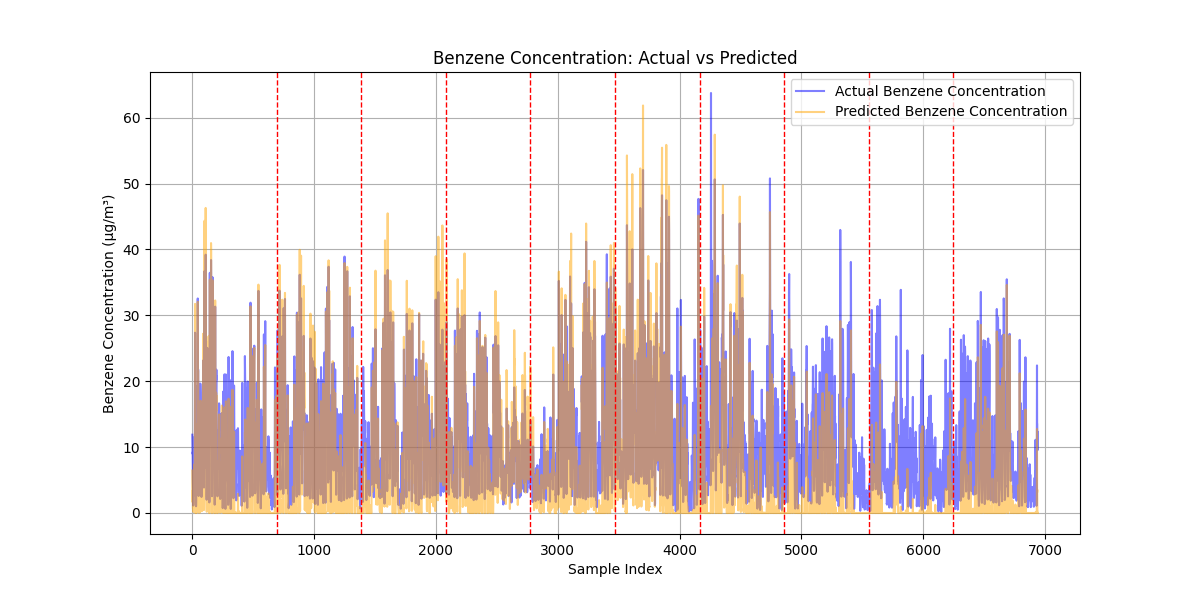 Benzene Concentration: Actual vs Predicted
Actual Benzene Concentration
Predicted Benzene Concentration
Benzene Concentration (µg/m³)
60
50
40
30
20
10
0
0 1000 2000 3000 4000 5000 6000 7000
Sample Index